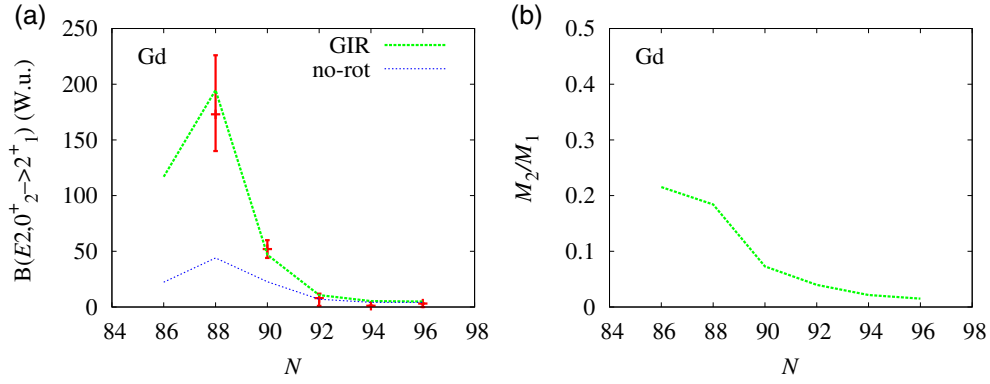 (a)
B(E2,0⁺₂−>2⁺₁) (W.u.)
250
200
150
100
50
0
Gd
GIR
no-rot
84 86 88 90 92 94 96 98
N
(b)
M₂/M₁
0.5
0.4
0.3
0.2
0.1
0
Gd
84 86 88 90 92 94 96 98
N